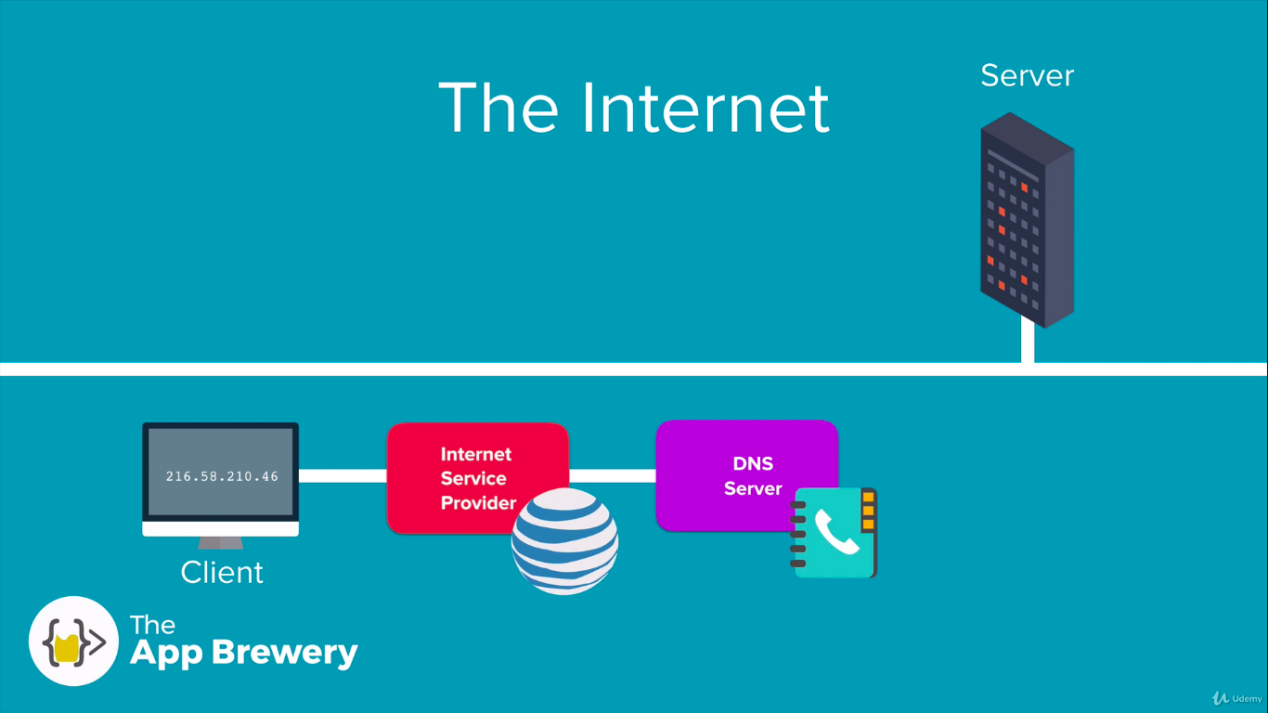 The Internet
Server
216.58.210.46
Internet
Service
Provider
DNS
Server
Client
The
App Brewery
Udemy